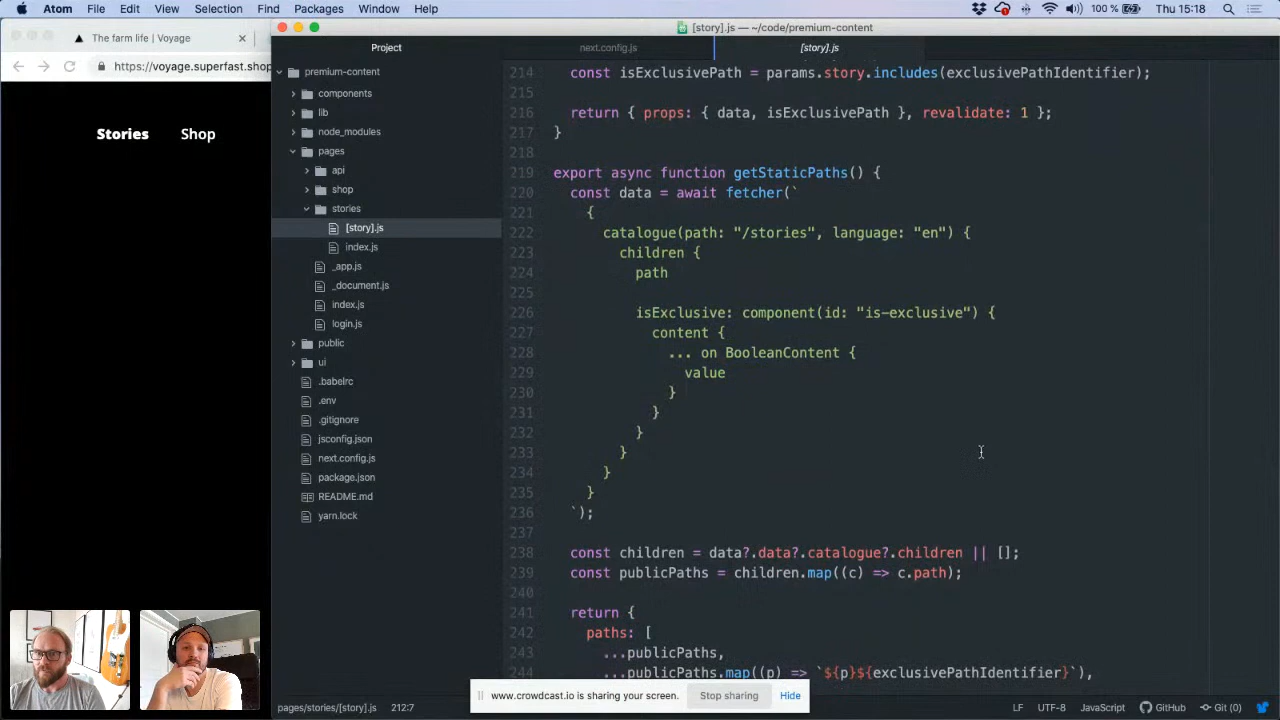 Atom File Edit View Selection Find Packages Window Help
100 % Thu 15:18
The farm life | Voyage
https://voyage.superfast.shop
Stories Shop
[story].js — ~/code/premium-content
Project
premium-content
components
lib
node_modules
pages
api
shop
stories
[story].js
index.js
_app.js
_document.js
index.js
login.js
public
ui
.babelrc
.env
.gitignore
jsconfig.json
next.config.js
package.json
README.md
yarn.lock
next.config.js [story].js
214 const isExclusivePath = params.story.includes(exclusivePathIdentifier);
215
216 return { props: { data, isExclusivePath }, revalidate: 1 };
217 }
218
219 export async function getStaticPaths() {
220 const data = await fetcher(`
221 {
222 catalogue(path: "/stories", language: "en") {
223 children {
224 path
225
226 isExclusive: component(id: "is-exclusive") {
227 content {
228 ... on BooleanContent {
229 value
230 }
231 }
232 }
233 }
234 }
235 }
236 `);
237
238 const children = data?.data?.catalogue?.children || [];
239 const publicPaths = children.map((c) => c.path);
240
241 return {
242 paths: [
243 ...publicPaths,
244 ...publicPaths.map((p) => `${p}${exclusivePathIdentifier}`),
www.crowdcast.io is sharing your screen. Stop sharing Hide
pages/stories/[story].js 212:7
LF UTF-8 JavaScript GitHub Git (0)